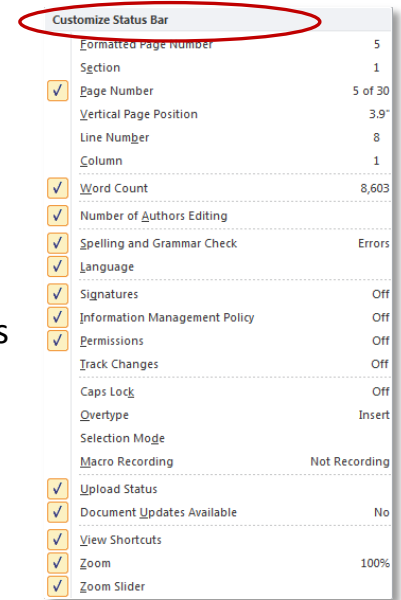 Customize Status Bar
Formatted Page Number 5
Section 1
Page Number 5 of 30
Vertical Page Position 3.9"
Line Number 8
Column 1
Word Count 8,603
Number of Authors Editing
Spelling and Grammar Check Errors
Language
Signatures Off
s
Information Management Policy Off
Permissions Off
Track Changes Off
Caps Lock Off
Overtype Insert
Selection Mode
Macro Recording Not Recording
Upload Status
Document Updates Available No
View Shortcuts
Zoom 100%
Zoom Slider